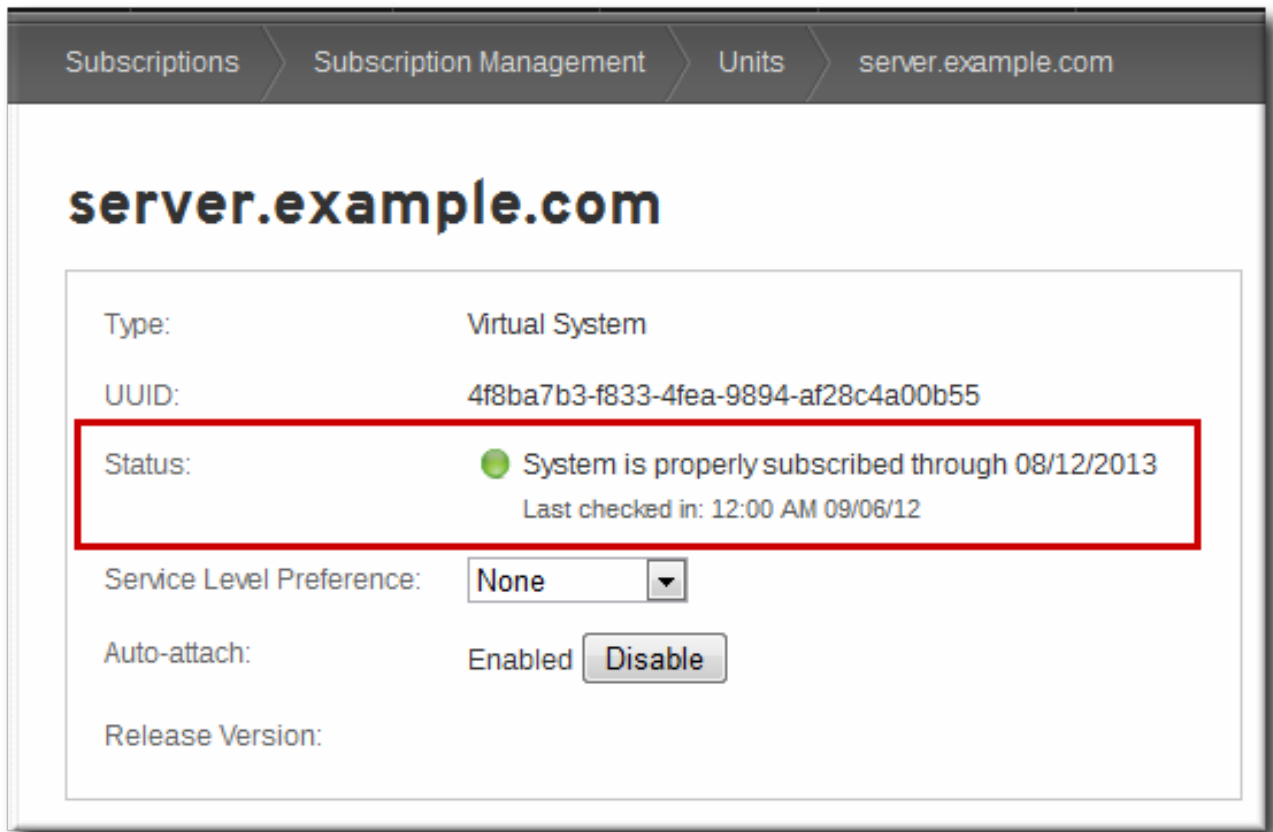 Subscriptions Subscription Management Units server.example.com
server.example.com
Type: Virtual System
UUID: 4f8ba7b3-f833-4fea-9894-af28c4a00b55
Status: System is properly subscribed through 08/12/2013
Last checked in: 12:00 AM 09/06/12
Service Level Preference: None
Auto-attach: Enabled Disable
Release Version: